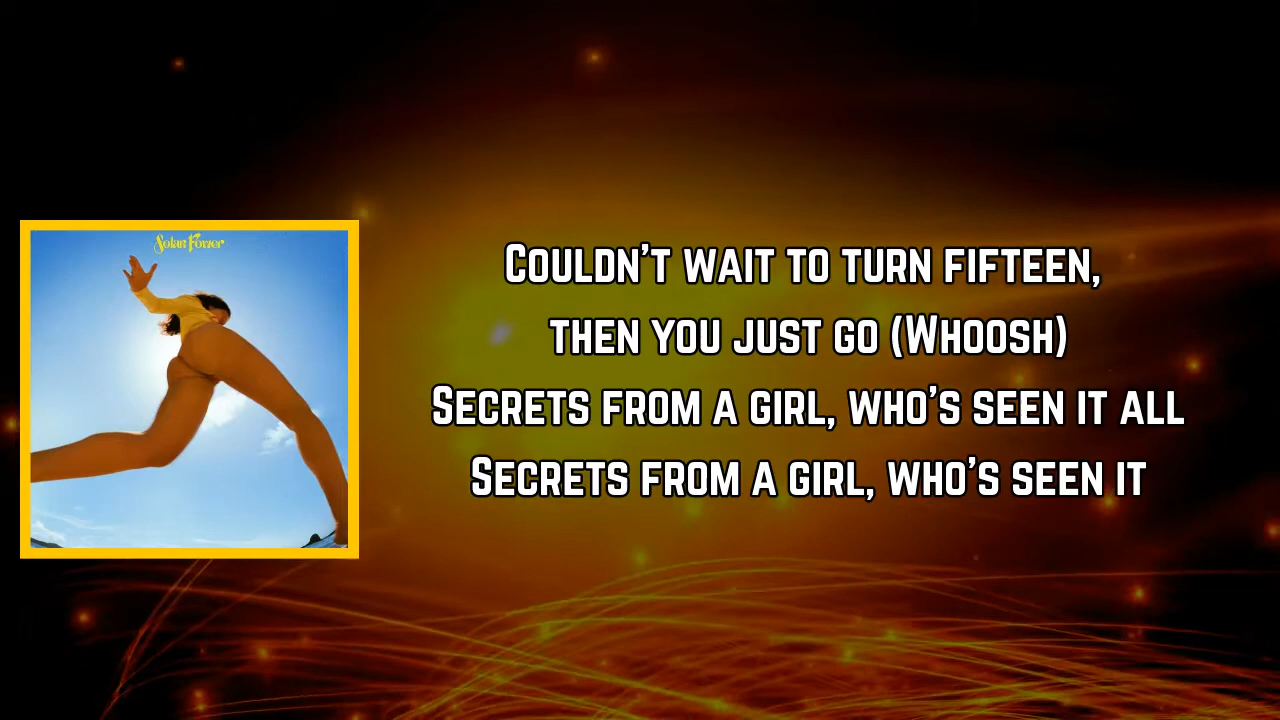 Solar Power
Couldn't wait to turn fifteen,
then you just go (Whoosh)
Secrets from a girl, who's seen it all
Secrets from a girl, who's seen it